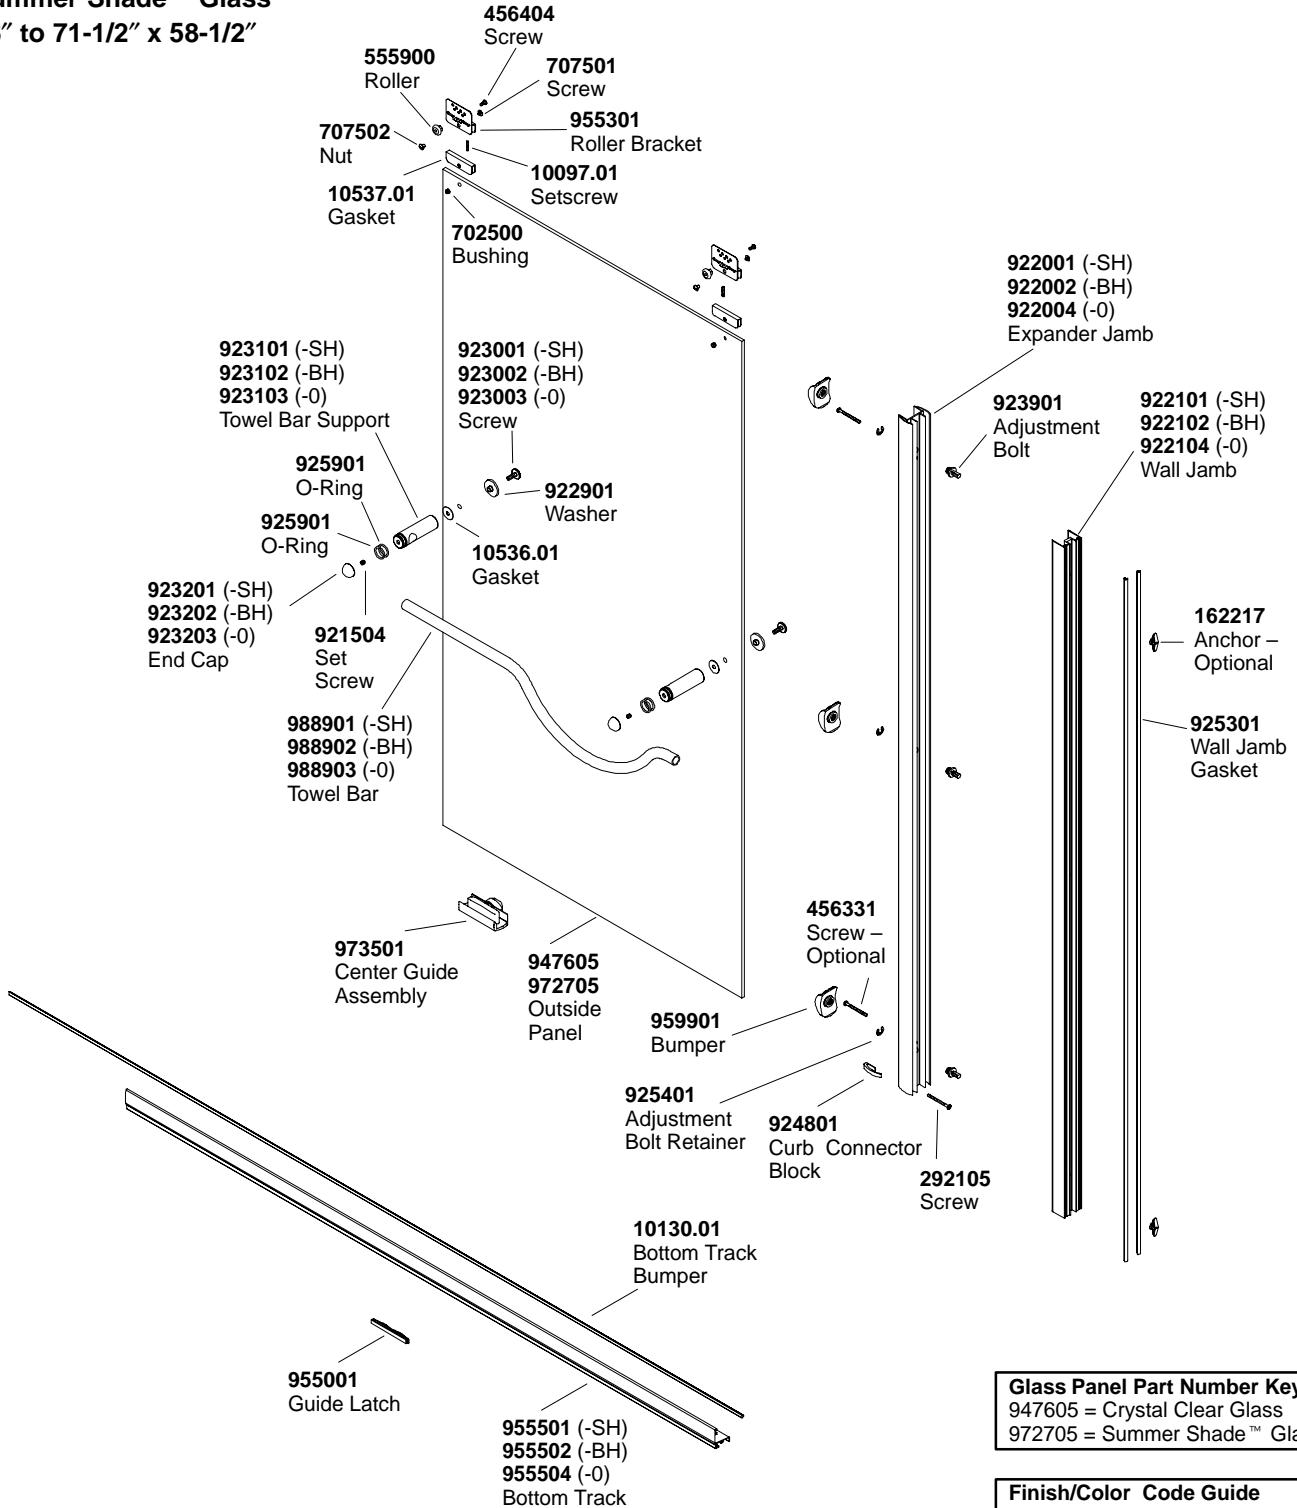 Shade™ Glass
to 71-1/2″ x 58-1/2″
456404
Screw
555900
Roller
707501
Screw
707502
Nut
955301
Roller Bracket
10097.01
Setscrew
10537.01
Gasket
702500
Bushing
922001 (-SH)
922002 (-BH)
922004 (-0)
Expander Jamb
923101 (-SH)
923102 (-BH)
923103 (-0)
Towel Bar Support
923001 (-SH)
923002 (-BH)
923003 (-0)
Screw
923901
Adjustment
Bolt
922101 (-SH)
922102 (-BH)
922104 (-0)
Wall Jamb
925901
O-Ring
922901
Washer
925901
O-Ring
10536.01
Gasket
923201 (-SH)
923202 (-BH)
923203 (-0)
End Cap
921504
Set
Screw
162217
Anchor –
Optional
988901 (-SH)
988902 (-BH)
988903 (-0)
Towel Bar
925301
Wall Jamb
Gasket
973501
Center Guide
Assembly
947605
972705
Outside
Panel
456331
Screw –
Optional
959901
Bumper
925401
Adjustment
Bolt Retainer
924801
Curb Connector
Block
292105
Screw
10130.01
Bottom Track
Bumper
955001
Guide Latch
955501 (-SH)
955502 (-BH)
955504 (-0)
Bottom Track
Glass Panel Part Number Key
947605 = Crystal Clear Glass
972705 = Summer Shade™
Finish/Color Code Guide